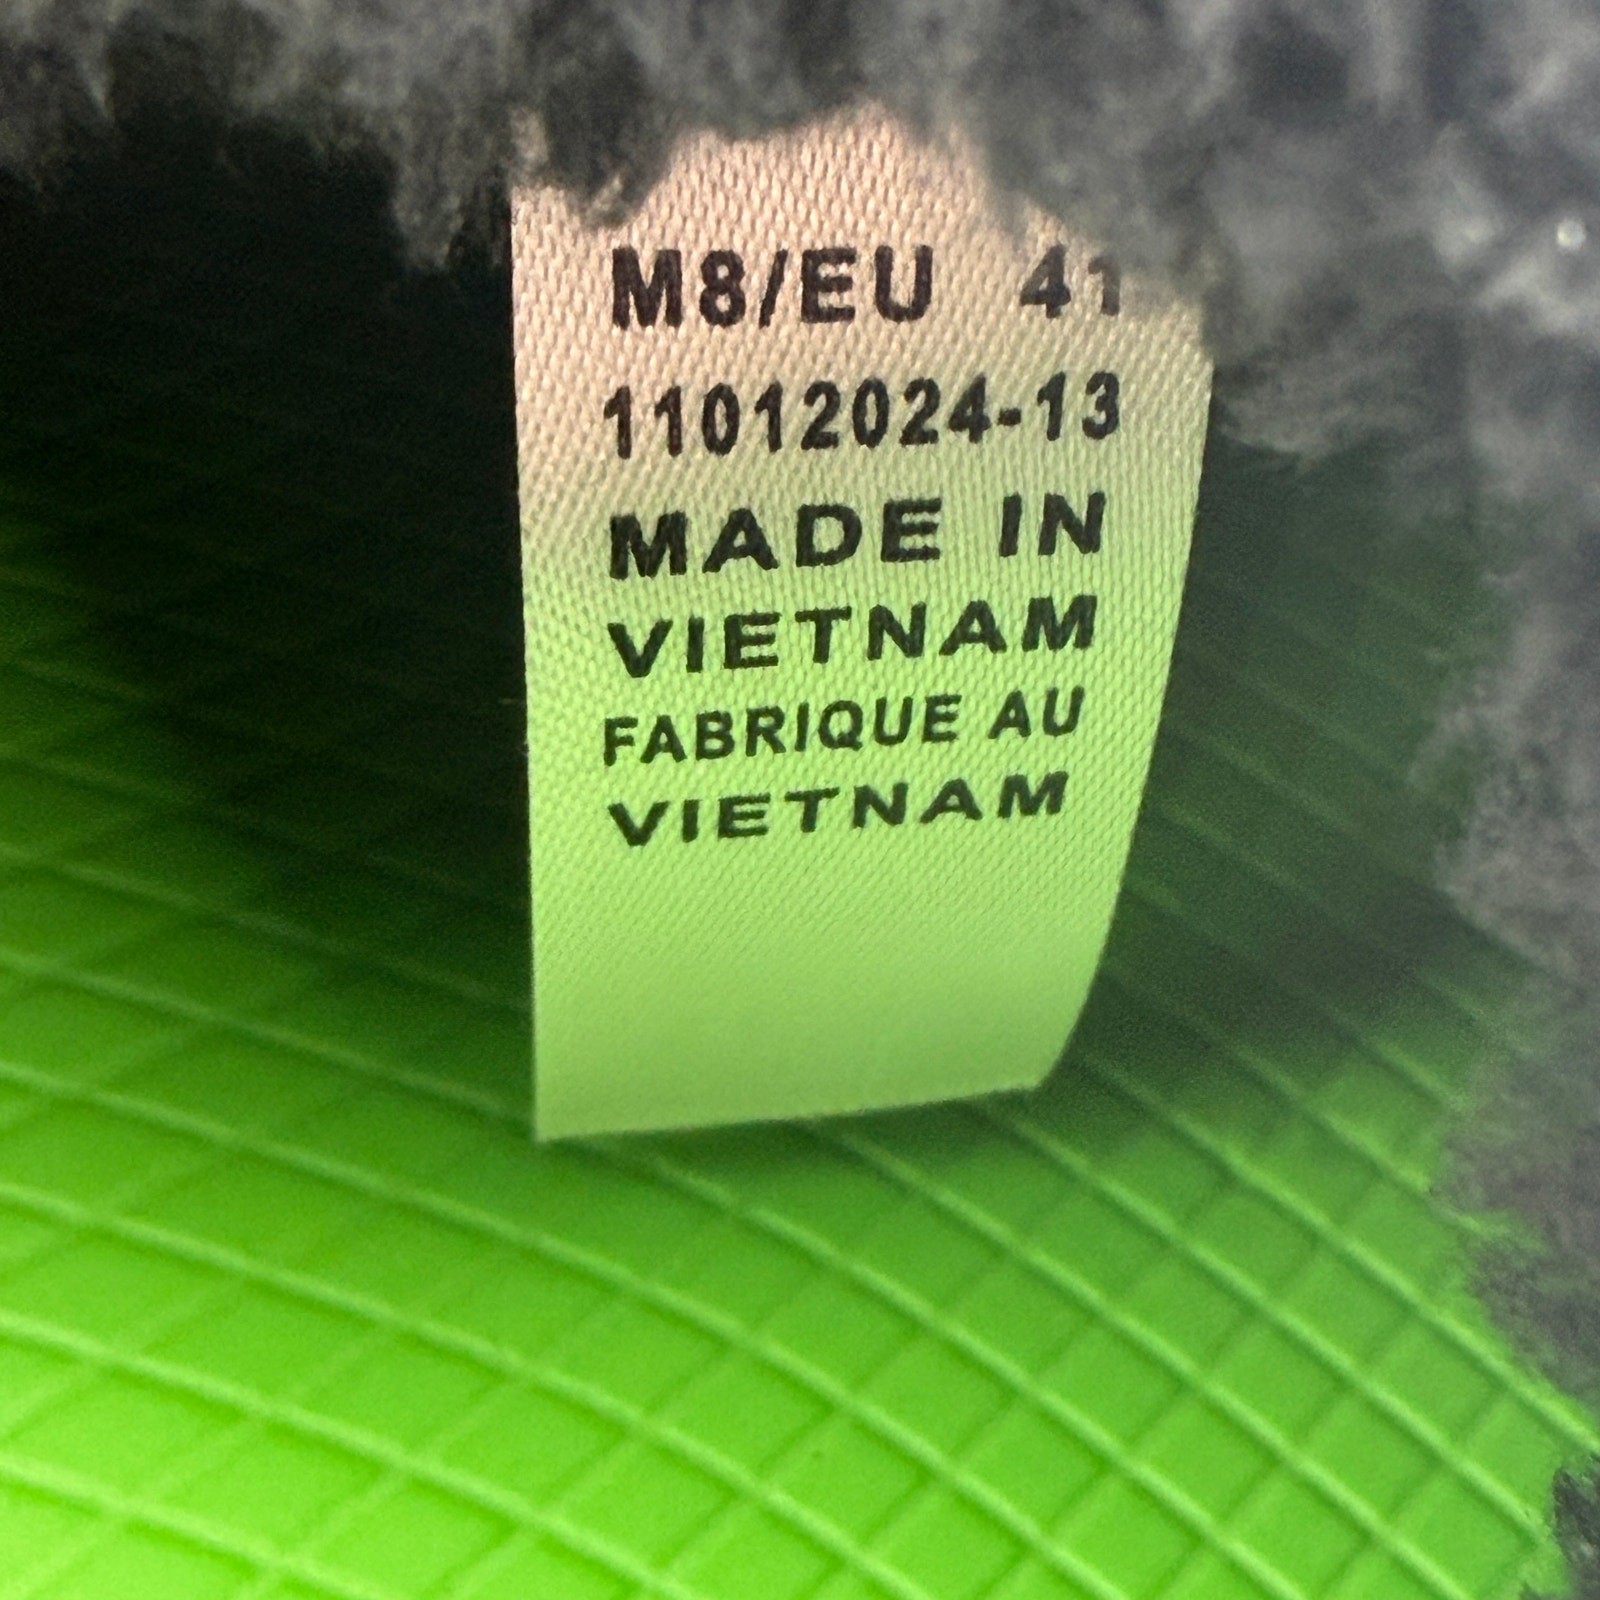 M8/EU 41
11012024-13
MADE IN
VIETNAM
FABRIQUE AU
VIETNAM